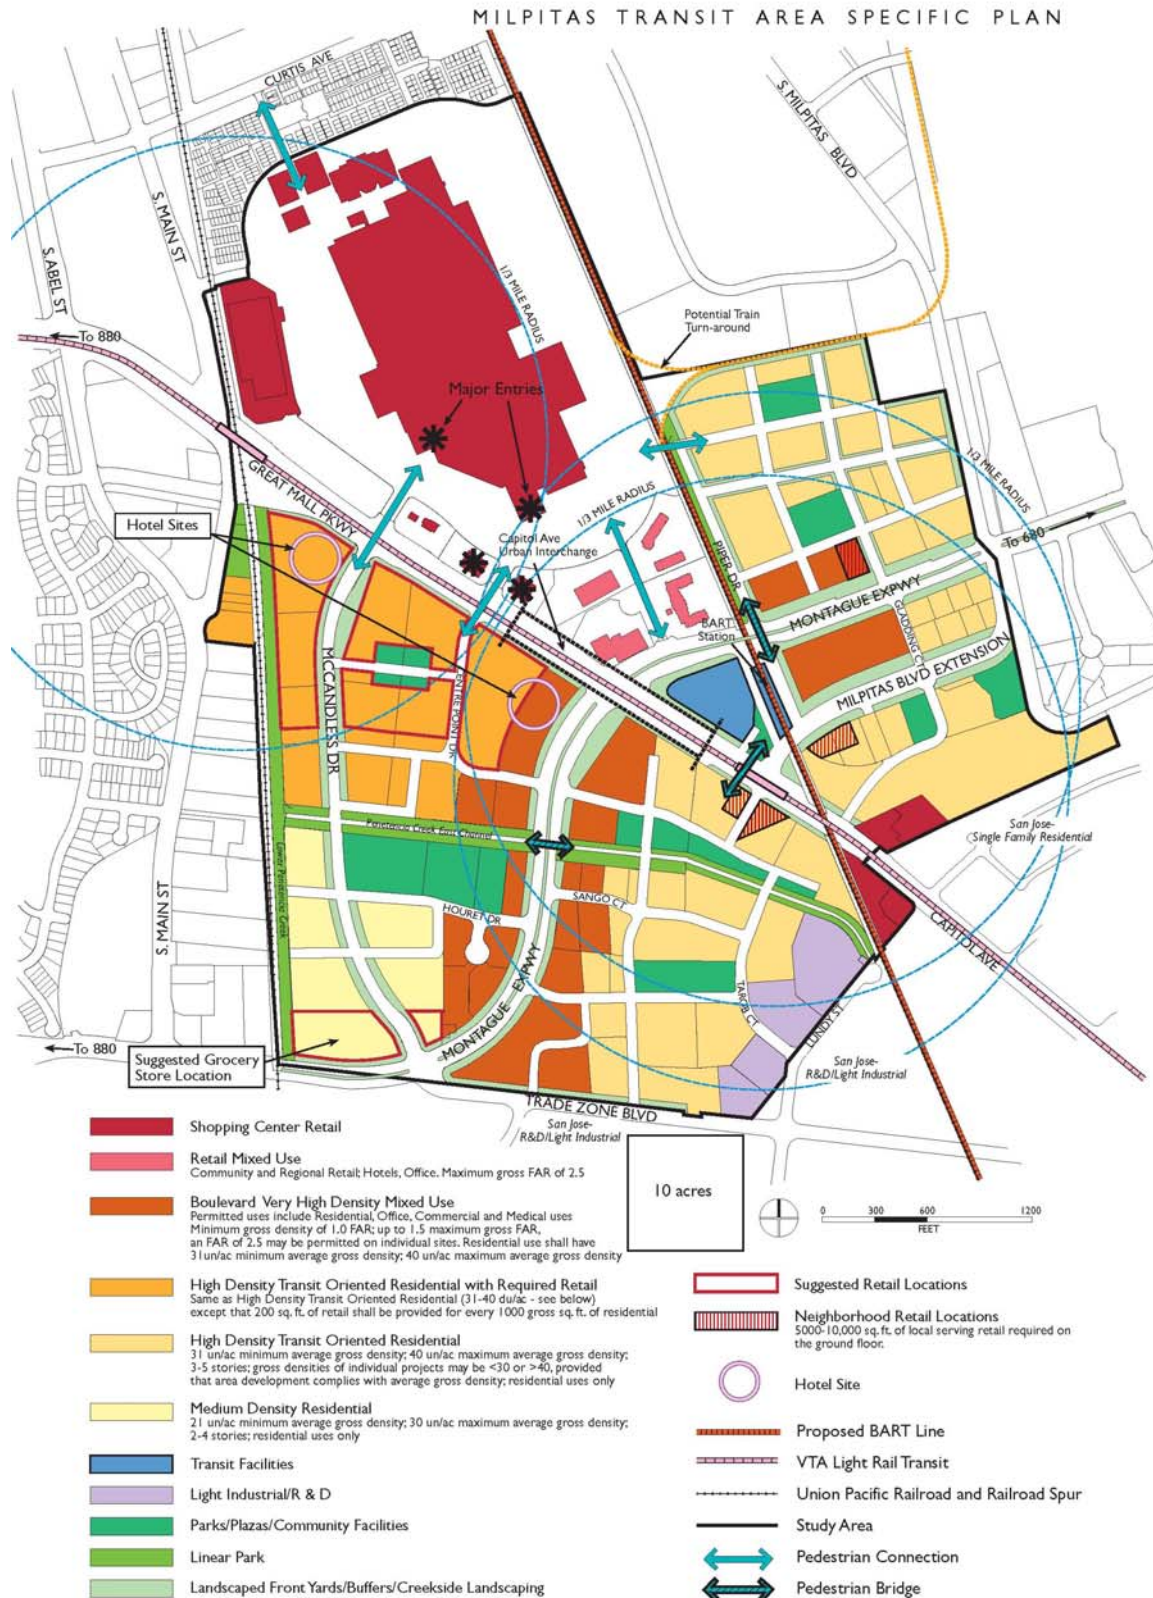 MILPITAS TRANSIT AREA SPECIFIC PLAN
CURTIS AVE
S. MILPITAS BLVD
S. MAIN ST
S. ABEL ST
1/3 MILE RADIUS
To 880
Potential Train
Turn-around
Major Entries
GREAT MALL PKWY
1/3 MILE RADIUS
1/3 MILE RADIUS
Hotel Sites
Capitol Ave
Urban Interchange
To 680
PIPER DR
MONTAGUE EXPWY
BART
Station
GLADDING CT
MILPITAS BLVD EXTENSION
MCCANDLESS DR
CENTREPOINT DR
Penitencia Creek East Channel
San Jose-
Single Family Residential
Lower Penitencia Creek
S. MAIN ST
HOURET DR
SANGO CT
CAPITOL AVE
MONTAGUE EXPWY
TAROB CT
LUNDY ST
To 880
Suggested Grocery
Store Location
San Jose-
R&D/Light Industrial
TRADE ZONE BLVD
San Jose-
R&D/Light Industrial
10 acres
0 300 600 1200
FEET
Shopping Center Retail
Retail Mixed Use
Community and Regional Retail; Hotels, Office. Maximum gross FAR of 2.5
Boulevard Very High Density Mixed Use
Permitted uses include Residential, Office, Commercial and Medical uses
Minimum gross density of 1.0 FAR; up to 1.5 maximum gross FAR,
an FAR of 2.5 may be permitted on individual sites. Residential use shall have
31un/ac minimum average gross density; 40 un/ac maximum average gross density
High Density Transit Oriented Residential with Required Retail
Same as High Density Transit Oriented Residential (31-40 du/ac - see below)
except that 200 sq. ft. of retail shall be provided for every 1000 gross sq. ft. of residential
High Density Transit Oriented Residential
31 un/ac minimum average gross density; 40 un/ac maximum average gross density;
3-5 stories; gross densities of individual projects may be <30 or >40, provided
that area development complies with average gross density; residential uses only
Medium Density Residential
21 un/ac minimum average gross density; 30 un/ac maximum average gross density;
2-4 stories; residential uses only
Transit Facilities
Light Industrial/R & D
Parks/Plazas/Community Facilities
Linear Park
Landscaped Front Yards/Buffers/Creekside Landscaping
Suggested Retail Locations
Neighborhood Retail Locations
5000-10,000 sq. ft. of local serving retail required on
the ground floor.
Hotel Site
Proposed BART Line
VTA Light Rail Transit
Union Pacific Railroad and Railroad Spur
Study Area
Pedestrian Connection
Pedestrian Bridge